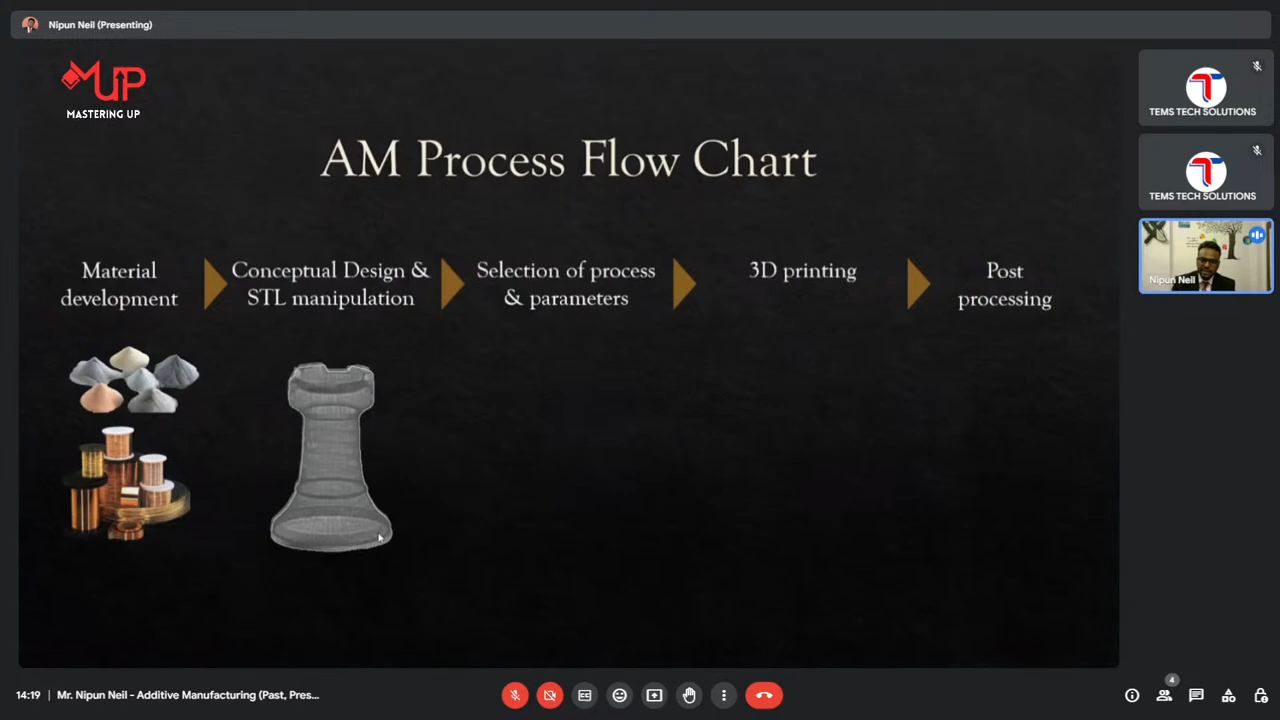 Nipun Neil (Presenting)
MUP
MASTERING UP
AM Process Flow Chart
Material
development
Conceptual Design &
STL manipulation
Selection of process
& parameters
3D printing
Post
processing
TEMS TECH SOLUTIONS
TEMS TECH SOLUTIONS
Nipun Neil
14:19 | Mr. Nipun Neil - Additive Manufacturing (Past, Pres...
4